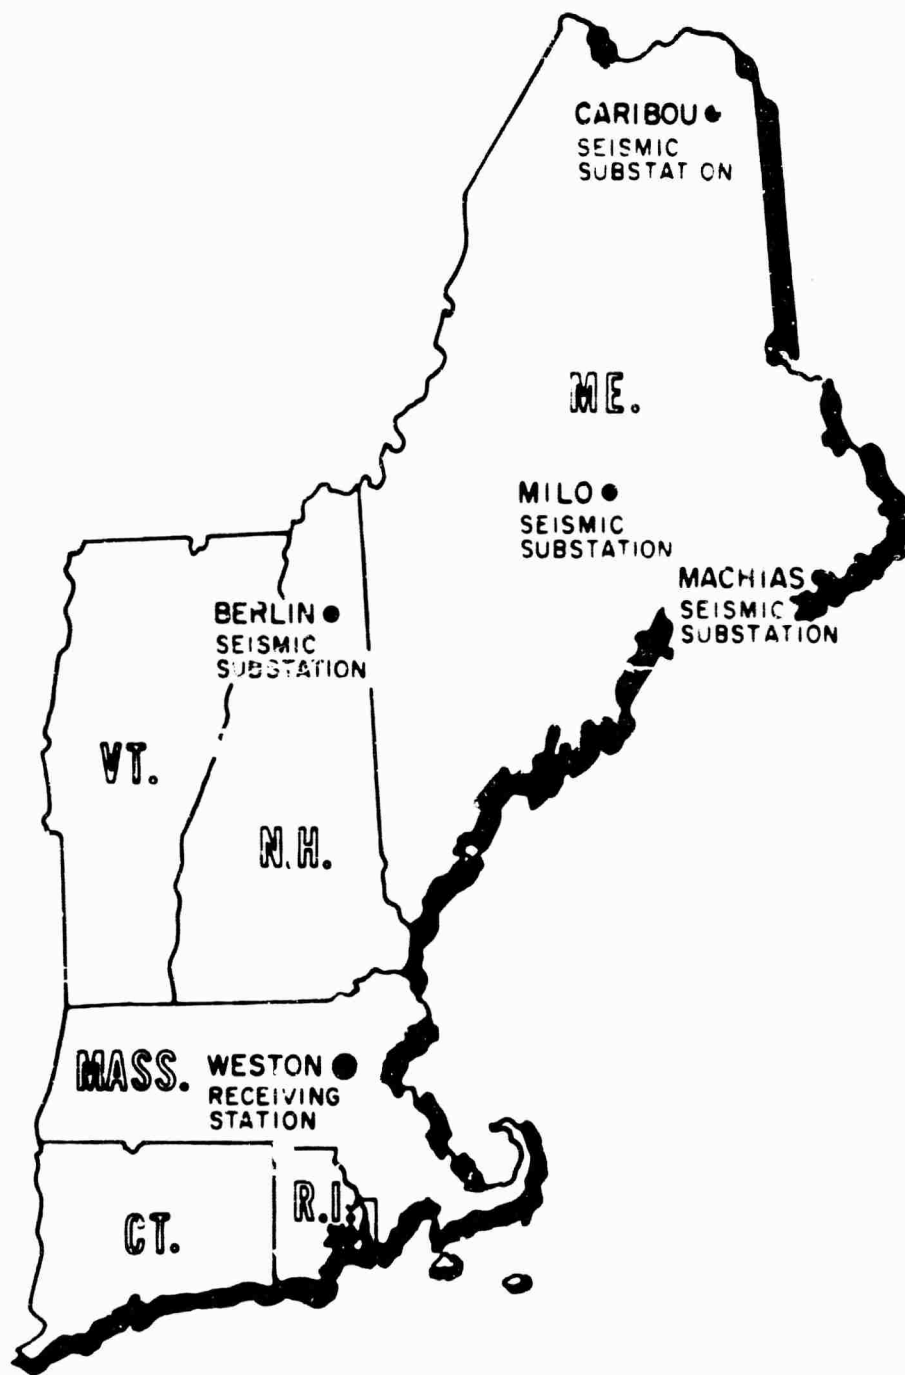 CARIBOU
SEISMIC
SUBSTAT ON
ME.
MILO
SEISMIC
SUBSTATION
MACHIAS
SEISMIC
SUBSTATION
BERLIN
SEISMIC
SUBSTATION
VT.
N.H.
MASS.
WESTON
RECEIVING
STATION
R.I.
CT.